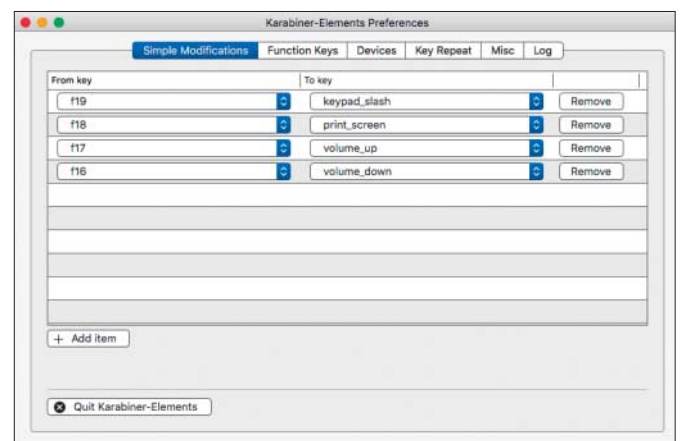 Karabiner-Elements Preferences
Simple Modifications Function Keys Devices Key Repeat Misc Log
From key To key
f19 keypad_slash Remove
f18 print_screen Remove
f17 volume_up Remove
f16 volume_down Remove
+ Add item
Quit Karabiner-Elements